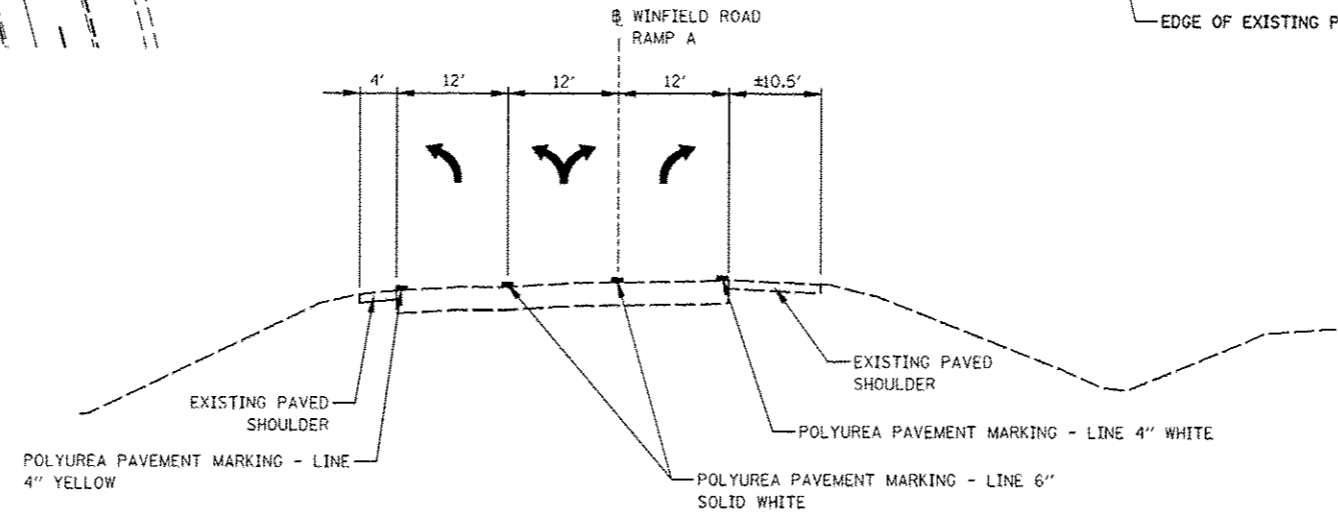 ℄ WINFIELD ROAD
RAMP A
EDGE OF EXISTING P
4' 12' 12' 12' ±10.5'
EXISTING PAVED
SHOULDER
EXISTING PAVED
SHOULDER
POLYUREA PAVEMENT MARKING - LINE 4" WHITE
POLYUREA PAVEMENT MARKING - LINE
4" YELLOW
POLYUREA PAVEMENT MARKING - LINE 6"
SOLID WHITE